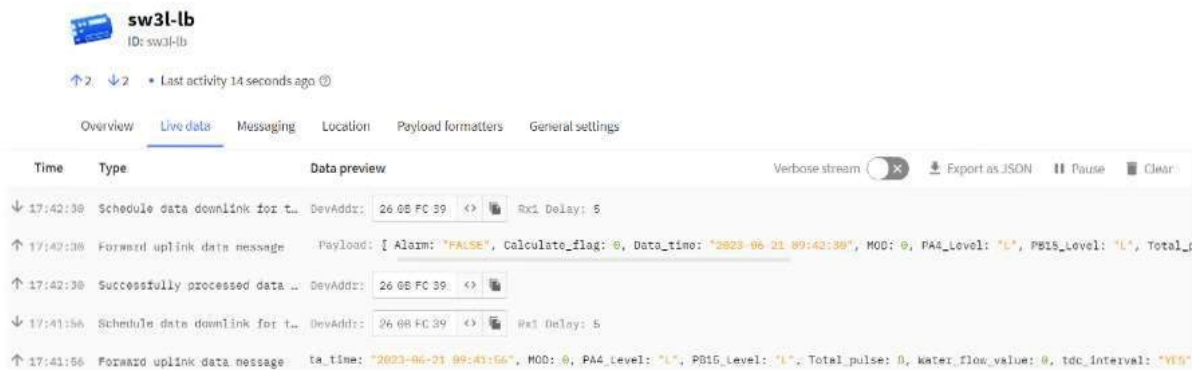 sw3l-lb
ID: sw3l-lb
2 2 • Last activity 14 seconds ago
Overview Live data Messaging Location Payload formatters General settings
Time Type Data preview Verbose stream Export as JSON Pause Clear
17:42:30 Schedule data downlink for t… DevAddr: 26 0B FC 39 <> Rx1 Delay: 5
17:42:30 Forward uplink data message Payload: { Alarm: "FALSE", Calculate_flag: 0, Data_time: "2023-06-21 09:42:30", MOD: 0, PA4_Level: "L", PB15_Level: "L", Total_p
17:42:30 Successfully processed data … DevAddr: 26 0B FC 39 <>
17:41:56 Schedule data downlink for t… DevAddr: 26 0B FC 39 <> Rx1 Delay: 5
17:41:56 Forward uplink data message ta_time: "2023-06-21 09:41:56", MOD: 0, PA4_Level: "L", PB15_Level: "L", Total_pulse: 0, Water_flow_value: 0, tdc_interval: "YES"